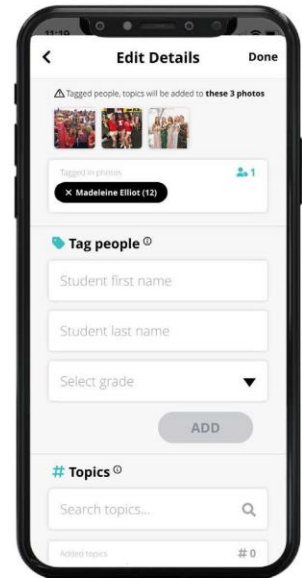 11:19
Edit Details Done
Tagged people, topics will be added to these 3 photos
Tagged in photos 1
× Madeleine Elliot (12)
Tag people
Student first name
Student last name
Select grade
ADD
# Topics
Search topics...
Added topics # 0